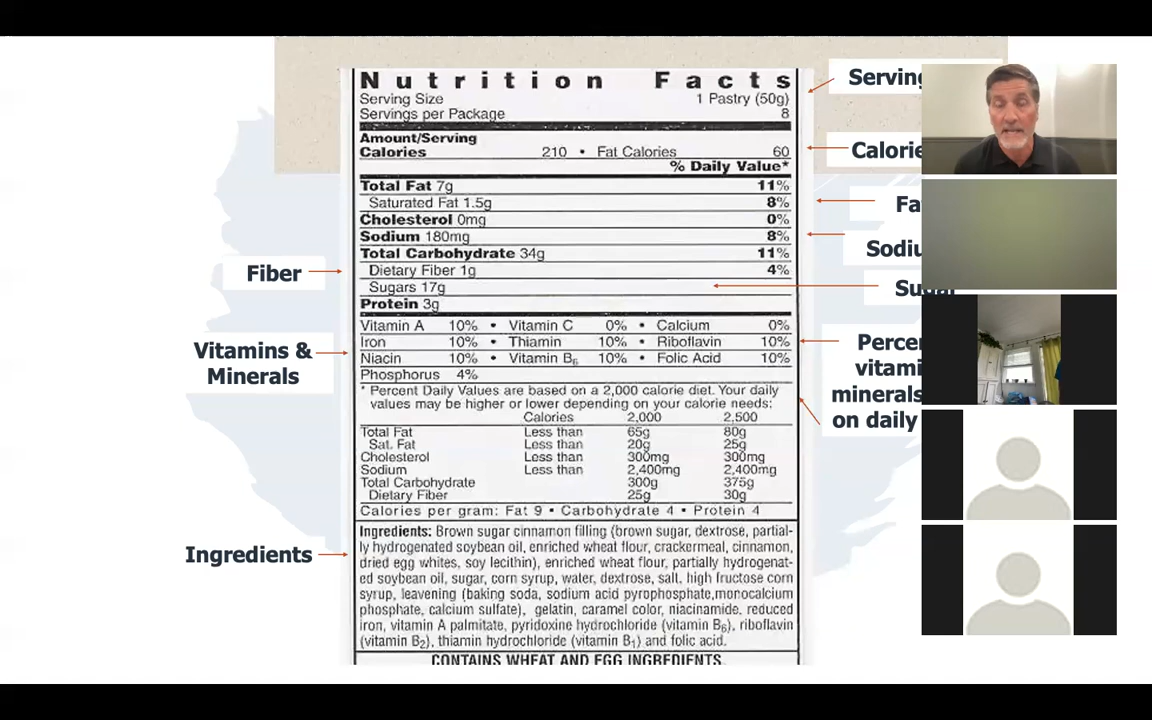 Nutrition Facts
Serving Size 1 Pastry (50g)
Servings per Package 8
Amount/Serving
Calories 210 • Fat Calories 60
% Daily Value*
Total Fat 7g 11%
Saturated Fat 1.5g 8%
Cholesterol 0mg 0%
Sodium 180mg 8%
Total Carbohydrate 34g 11%
Dietary Fiber 1g 4%
Sugars 17g
Protein 3g
Vitamin A 10% • Vitamin C 0% • Calcium 0%
Iron 10% • Thiamin 10% • Riboflavin 10%
Niacin 10% • Vitamin B6 10% • Folic Acid 10%
Phosphorus 4%
* Percent Daily Values are based on a 2,000 calorie diet. Your daily
values may be higher or lower depending on your calorie needs:
Calories 2,000 2,500
Total Fat Less than 65g 80g
Sat. Fat Less than 20g 25g
Cholesterol Less than 300mg 300mg
Sodium Less than 2,400mg 2,400mg
Total Carbohydrate 300g 375g
Dietary Fiber 25g 30g
Calories per gram: Fat 9 • Carbohydrate 4 • Protein 4
Ingredients: Brown sugar cinnamon filling (brown sugar, dextrose, partial-
ly hydrogenated soybean oil, enriched wheat flour, crackermeal, cinnamon,
dried egg whites, soy lecithin), enriched wheat flour, partially hydrogenat-
ed soybean oil, sugar, corn syrup, water, dextrose, salt, high fructose corn
syrup, leavening (baking soda, sodium acid pyrophosphate,monocalcium
phosphate, calcium sulfate), gelatin, caramel color, niacinamide, reduced
iron, vitamin A palmitate, pyridoxine hydrochloride (vitamin B6), riboflavin
(vitamin B2), thiamin hydrochloride (vitamin B1) and folic acid.
CONTAINS WHEAT AND EGG INGREDIENTS.
Fiber
Vitamins &
Minerals
Ingredients
Serving
Calorie
Fa
Sodiu
Sugar
Percen
vitami
minerals
on daily